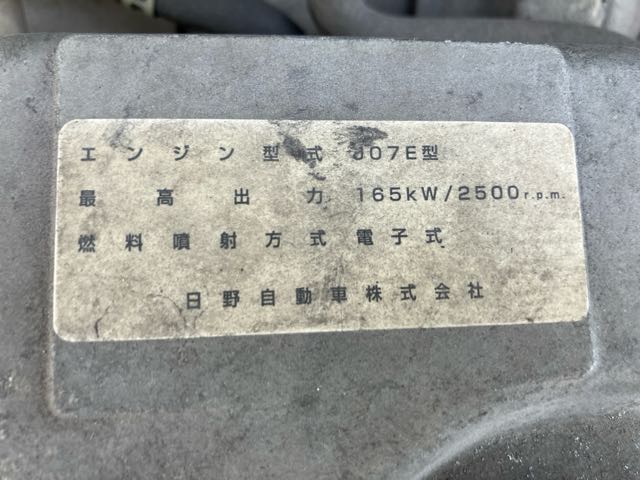 エンジン型式 J07E型
最高出力 165kW/2500r.p.m.
燃料噴射方式 電子式
日野自動車株式会社